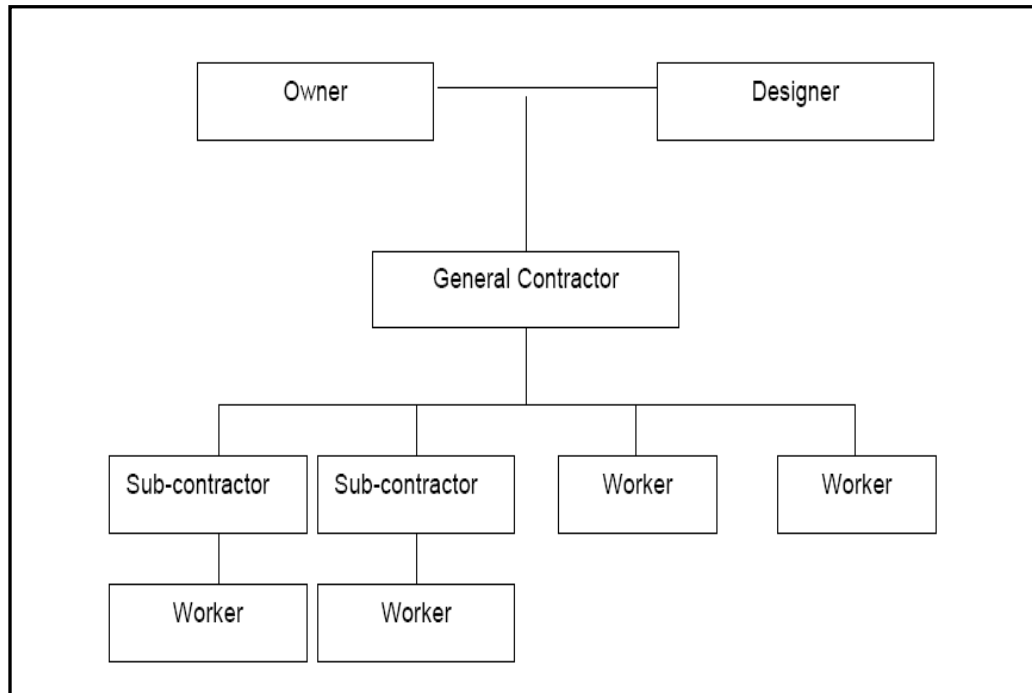 Owner
Designer
General Contractor
Sub-contractor
Sub-contractor
Worker
Worker
Worker
Worker